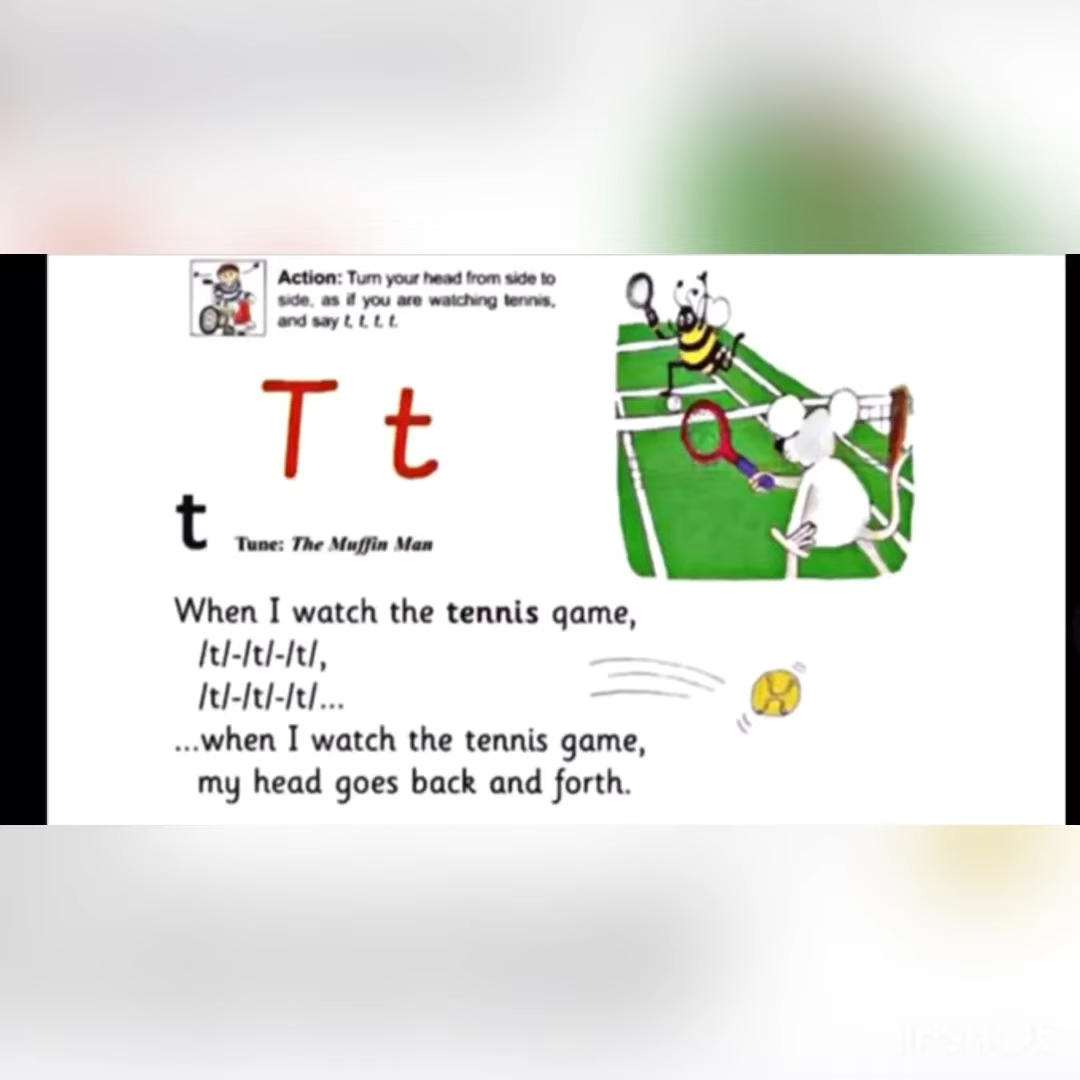 Action: Turn your head from side to
side, as if you are watching tennis,
and say t, t, t, t.
T t
t
Tune: The Muffin Man
When I watch the tennis game,
/t/-/t/-/t/,
/t/-/t/-/t/...
...when I watch the tennis game,
my head goes back and forth.